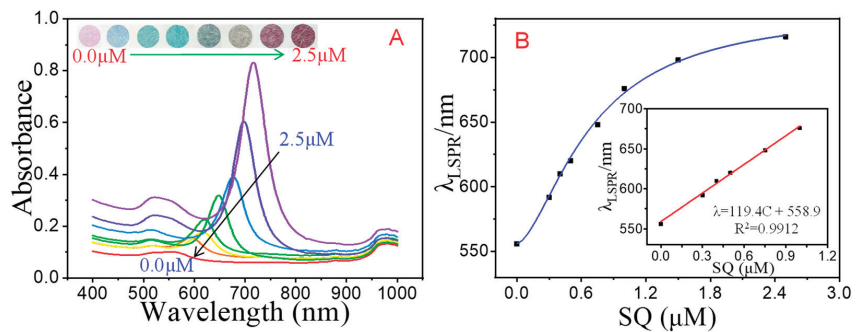 A
0.0μM
2.5μM
1.0
0.8
0.6
0.4
0.2
0.0
Absorbance
2.5μM
0.0μM
400 500 600 700 800 900 1000
Wavelength (nm)
B
700
650
600
550
λLSPR/nm
0.0 0.6 1.2 1.8 2.4 3.0
SQ (μM)
700
650
600
550
λLSPR/nm
λ=119.4C + 558.9
R²=0.9912
0.0 0.3 0.6 0.9 1.2
SQ (μM)